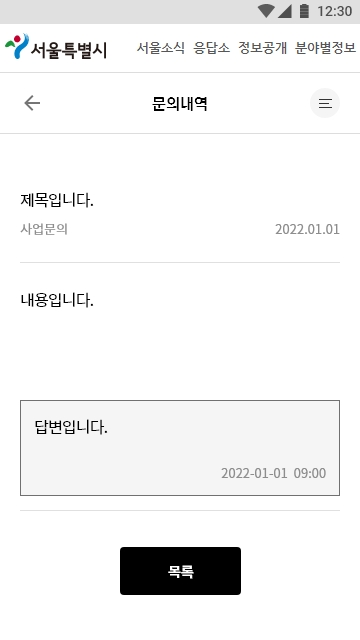 12:30
서울특별시 서울소식 응답소 정보공개 분야별정보
문의내역
제목입니다.
사업문의 2022.01.01
내용입니다.
답변입니다.
2022-01-01 09:00
목록